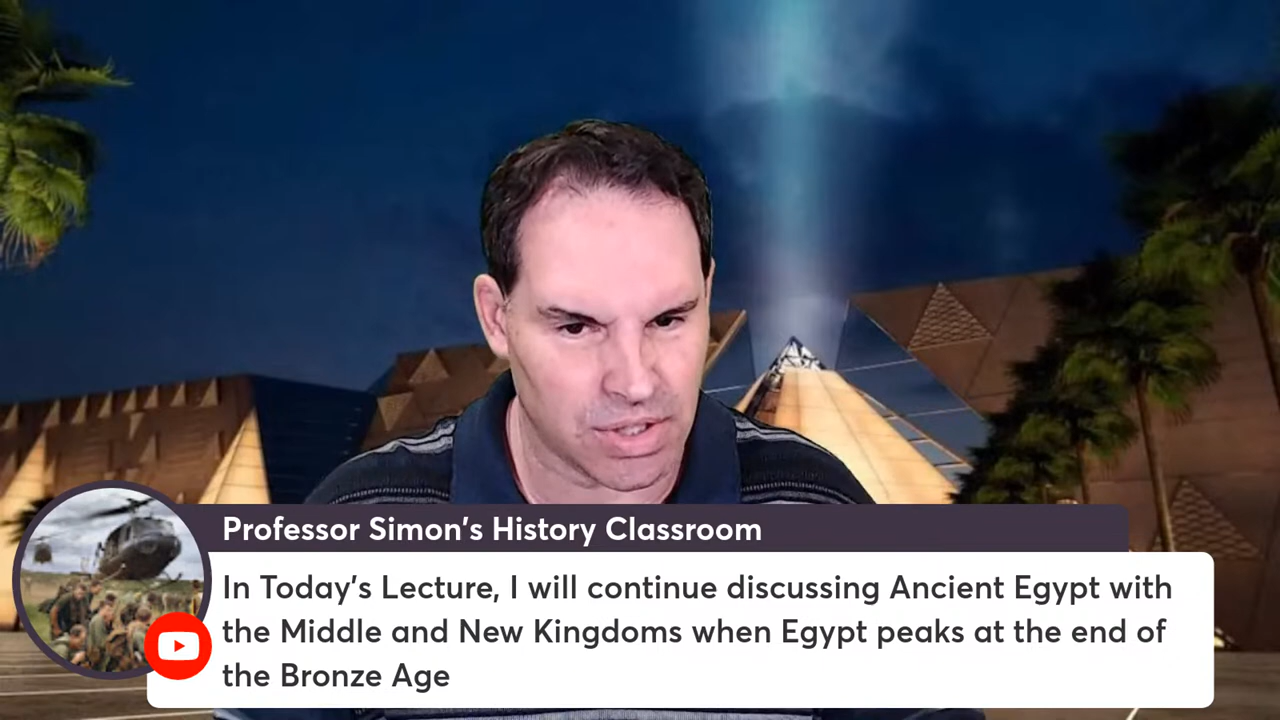 Professor Simon's History Classroom
In Today's Lecture, I will continue discussing Ancient Egypt with
the Middle and New Kingdoms when Egypt peaks at the end of
the Bronze Age